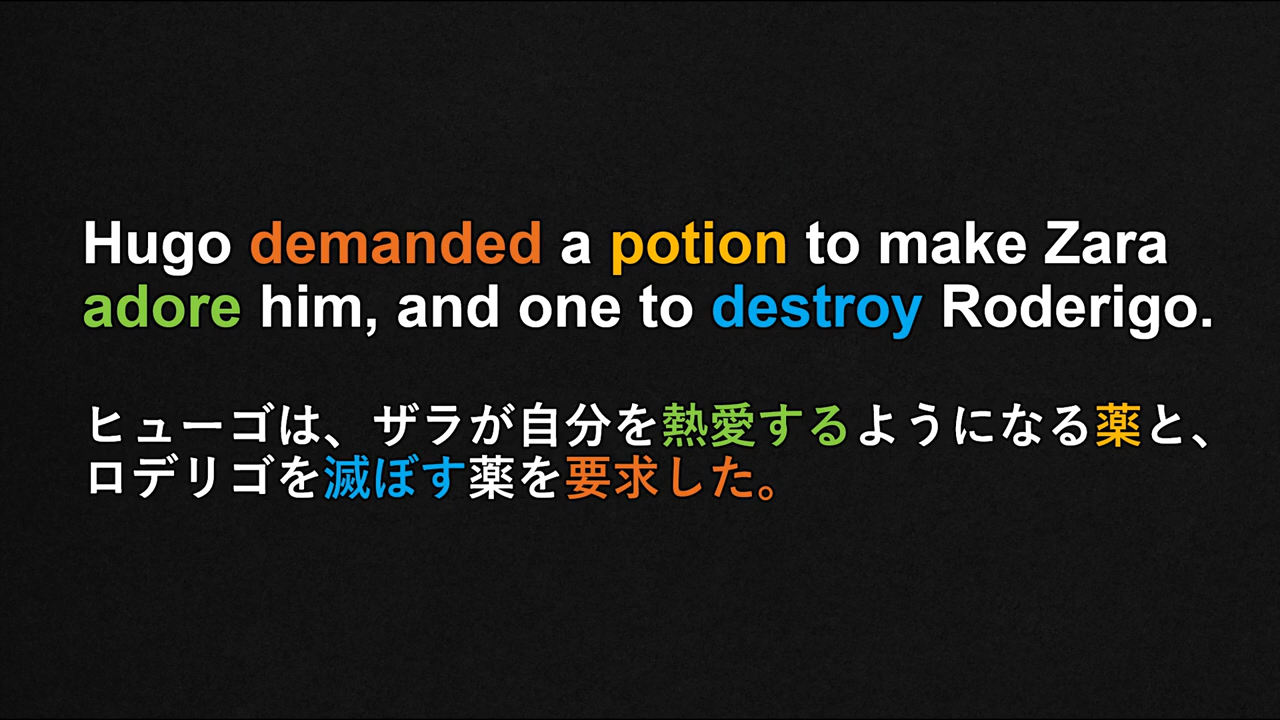 Hugo demanded a potion to make Zara
adore him, and one to destroy Roderigo.
ヒューゴは、ザラが自分を熱愛するようになる薬と、
ロデリゴを滅ぼす薬を要求した。